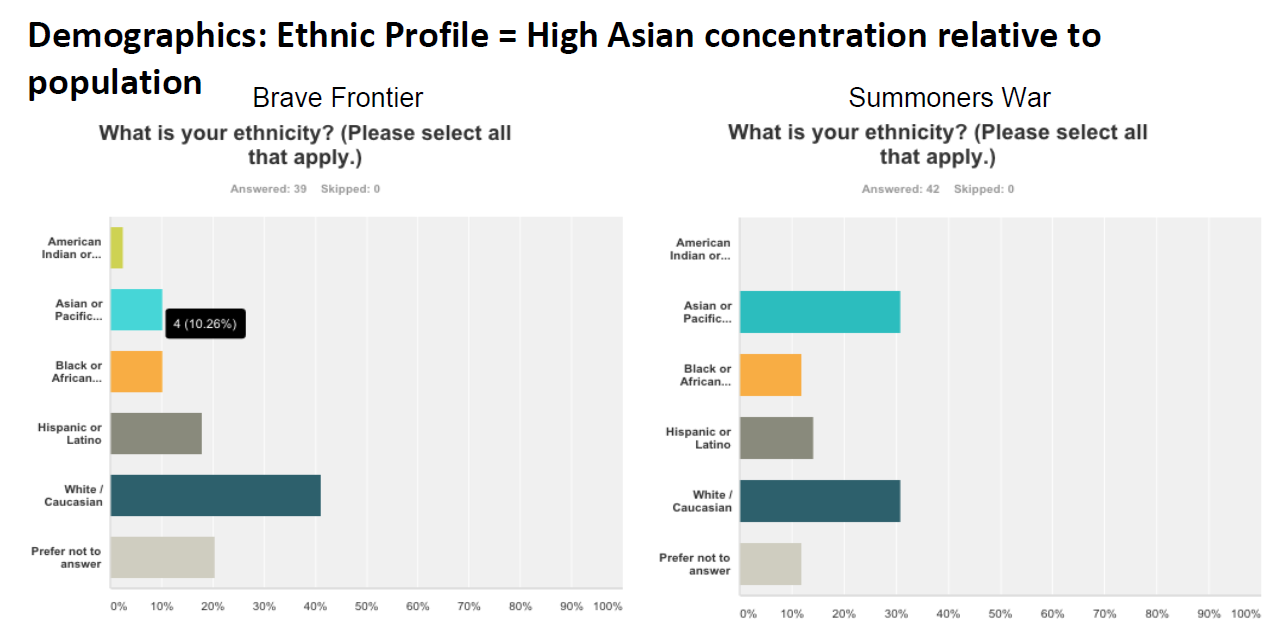 Demographics: Ethnic Profile = High Asian concentration relative to
population
Brave Frontier
What is your ethnicity? (Please select all
that apply.)
Answered: 39 Skipped: 0
American
Indian or...
Asian or
Pacific...
4 (10.26%)
Black or
African...
Hispanic or
Latino
White /
Caucasian
Prefer not to
answer
0% 10% 20% 30% 40% 50% 60% 70% 80% 90% 100%
Summoners War
What is your ethnicity? (Please select all
that apply.)
Answered: 42 Skipped: 0
American
Indian or...
Asian or
Pacific...
Black or
African...
Hispanic or
Latino
White /
Caucasian
Prefer not to
answer
0% 10% 20% 30% 40% 50% 60% 70% 80% 90% 100%